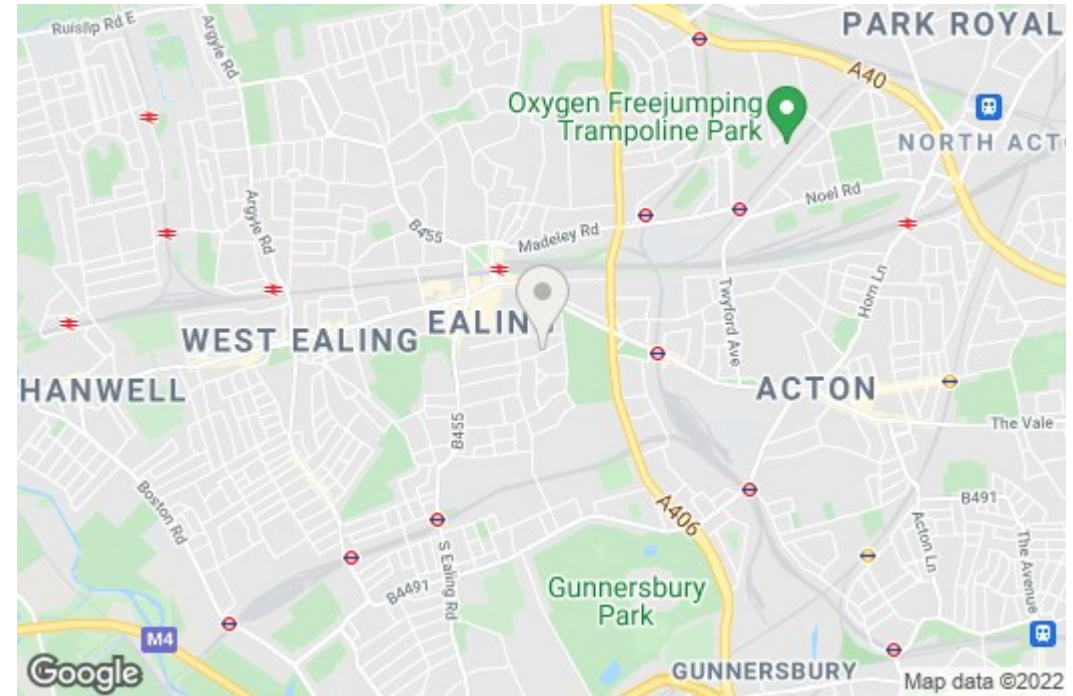 Ruislip Rd E
Argyle Rd
PARK ROYAL
A40
Oxygen Freejumping
Trampoline Park
NORTH ACTO
Noel Rd
Argyle Rd
B455
Madeley Rd
Twyford Ave
Horn Ln
WEST EALING
EALING
HANWELL
ACTON
The Vale
B455
Boston Rd
A406
B491
Acton Ln
The Avenue
S Ealing Rd
B4491
Gunnersbury
Park
M4
GUNNERSBURY
Google
Map data ©2022